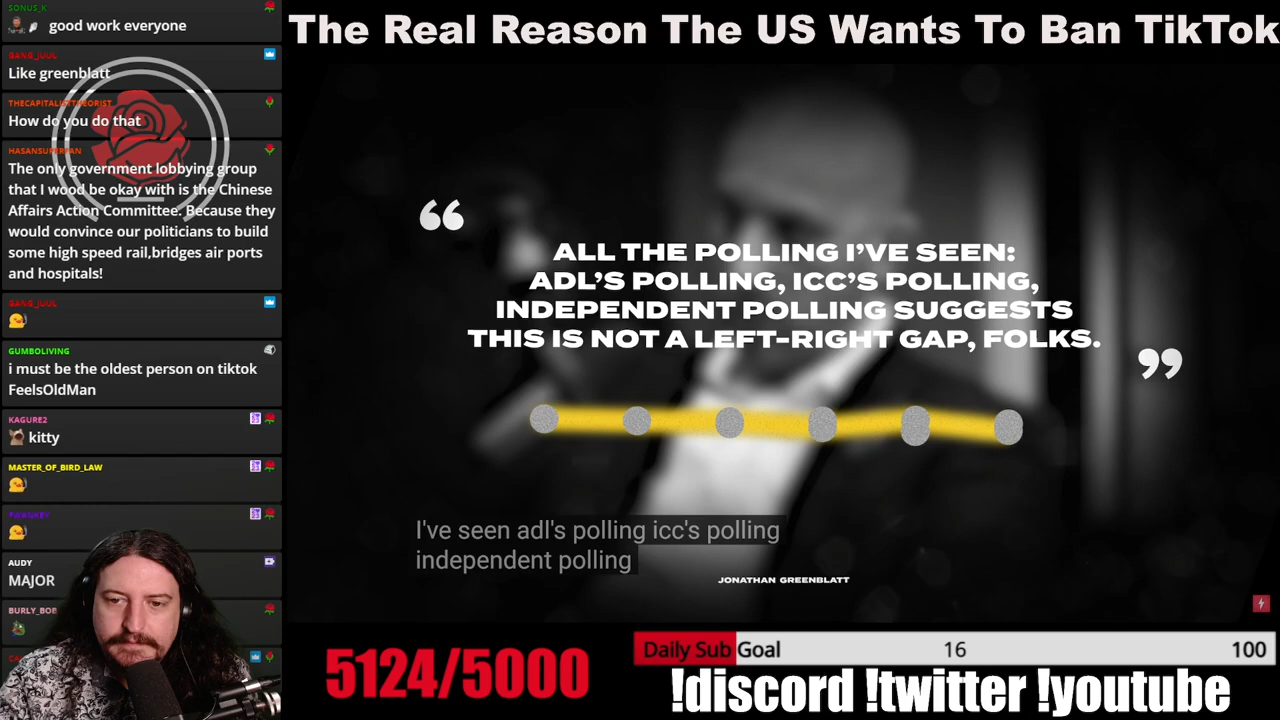 SONUS_K
good work everyone
The Real Reason The US Wants To Ban TikTok
Like greenblatt
THECAPITALISTTHEORIST
How do you do that
The only government lobbying group
that I wood be okay with is the Chinese
Affairs Action Committee. Because they
would convince our politicians to build
some high speed rail,bridges air ports
and hospitals!
“
ALL THE POLLING I’VE SEEN:
ADL’S POLLING, ICC’S POLLING,
INDEPENDENT POLLING SUGGESTS
THIS IS NOT A LEFT-RIGHT GAP, FOLKS.
”
GUMBOLIVING
i must be the oldest person on tiktok
FeelsOldMan
KAGURE2
kitty
MASTER_OF_BIRD_LAW
AUDY
MAJOR
BURLY_BOB
I've seen adl's polling icc's polling
independent polling
JONATHAN GREENBLATT
5124/5000
Daily Sub Goal 16 100
!discord !twitter !youtube